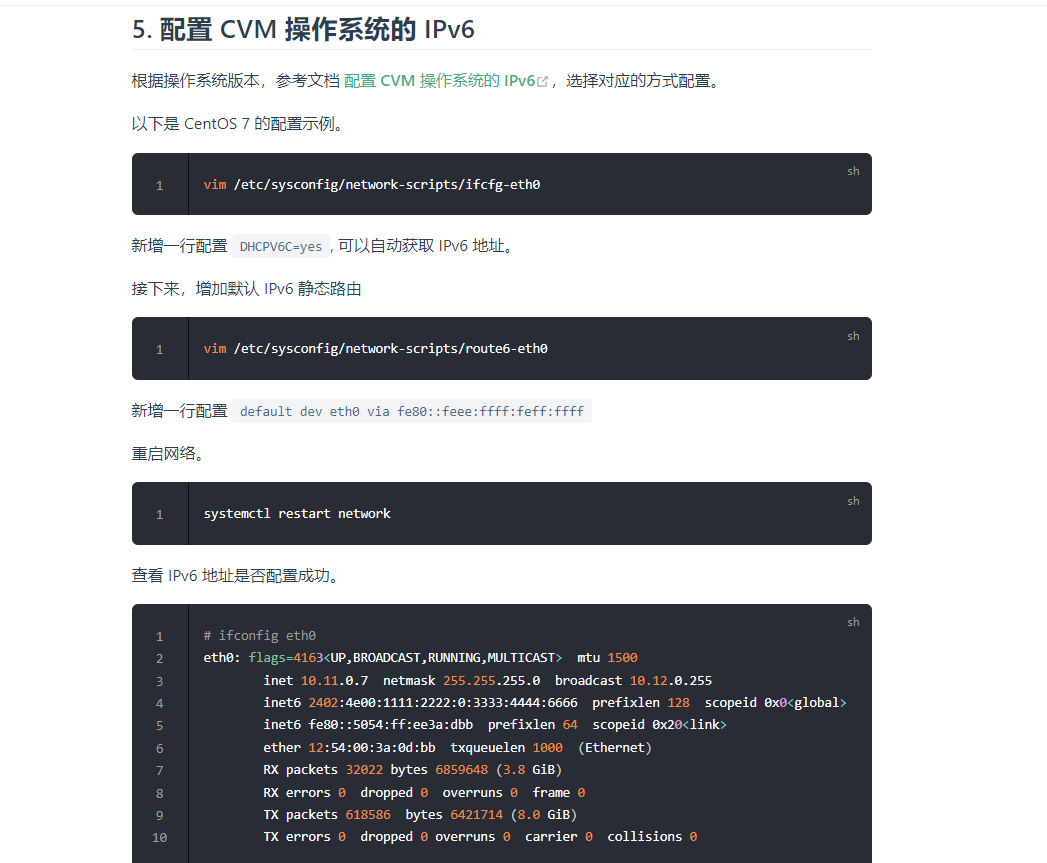 5. 配置 CVM 操作系统的 IPv6
根据操作系统版本，参考文档 配置 CVM 操作系统的 IPv6 ，选择对应的方式配置。
以下是 CentOS 7 的配置示例。
sh
1 vim /etc/sysconfig/network-scripts/ifcfg-eth0
新增一行配置 DHCPV6C=yes , 可以自动获取 IPv6 地址。
接下来，增加默认 IPv6 静态路由
sh
1 vim /etc/sysconfig/network-scripts/route6-eth0
新增一行配置 default dev eth0 via fe80::feee:ffff:feff:ffff
重启网络。
sh
1 systemctl restart network
查看 IPv6 地址是否配置成功。
sh
1 # ifconfig eth0
2 eth0: flags=4163<UP,BROADCAST,RUNNING,MULTICAST>  mtu 1500
3         inet 10.11.0.7  netmask 255.255.255.0  broadcast 10.12.0.255
4         inet6 2402:4e00:1111:2222:0:3333:4444:6666  prefixlen 128  scopeid 0x0<global>
5         inet6 fe80::5054:ff:ee3a:dbb  prefixlen 64  scopeid 0x20<link>
6         ether 12:54:00:3a:0d:bb  txqueuelen 1000  (Ethernet)
7         RX packets 32022 bytes 6859648 (3.8 GiB)
8         RX errors 0  dropped 0  overruns 0  frame 0
9         TX packets 618586  bytes 6421714 (8.0 GiB)
10         TX errors 0  dropped 0 overruns 0  carrier 0  collisions 0